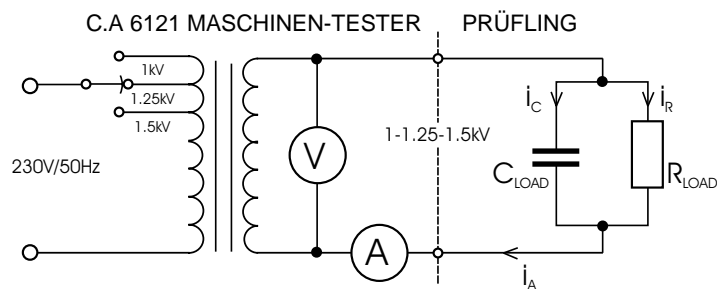 C.A 6121 MASCHINEN-TESTER PRÜFLING
1kV
1.25kV
1.5kV
230V/50Hz
V
1-1.25-1.5kV
A
iC
iR
CLOAD
RLOAD
iA